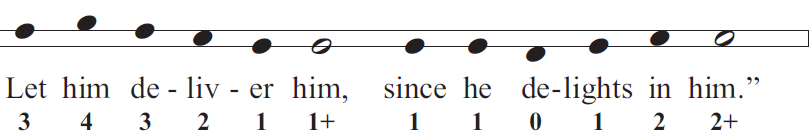 Let him de - liv - er him, since he de-lights in him.”
3 4 3 2 1 1+ 1 1 0 1 2 2+